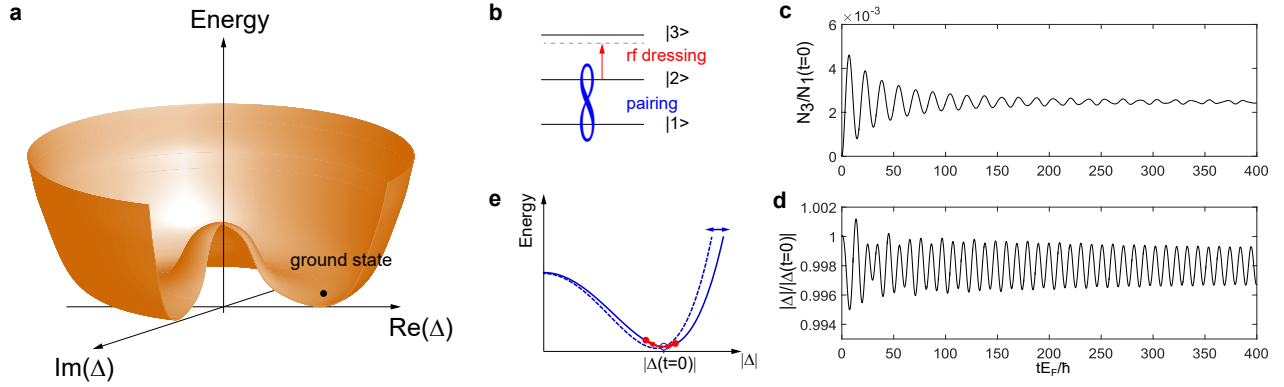 a
Energy
ground state
Re(Δ)
Im(Δ)
b
|3>
rf dressing
|2>
pairing
|1>
c
×10⁻³
6
4
2
0
N₃/N₁(t=0)
0 50 100 150 200 250 300 350 400
e
Energy
|Δ(t=0)|
|Δ|
d
1.002
1
0.998
0.996
0.994
|Δ|/|Δ(t=0)|
0 50 100 150 200 250 300 350 400
tE_F/ħ